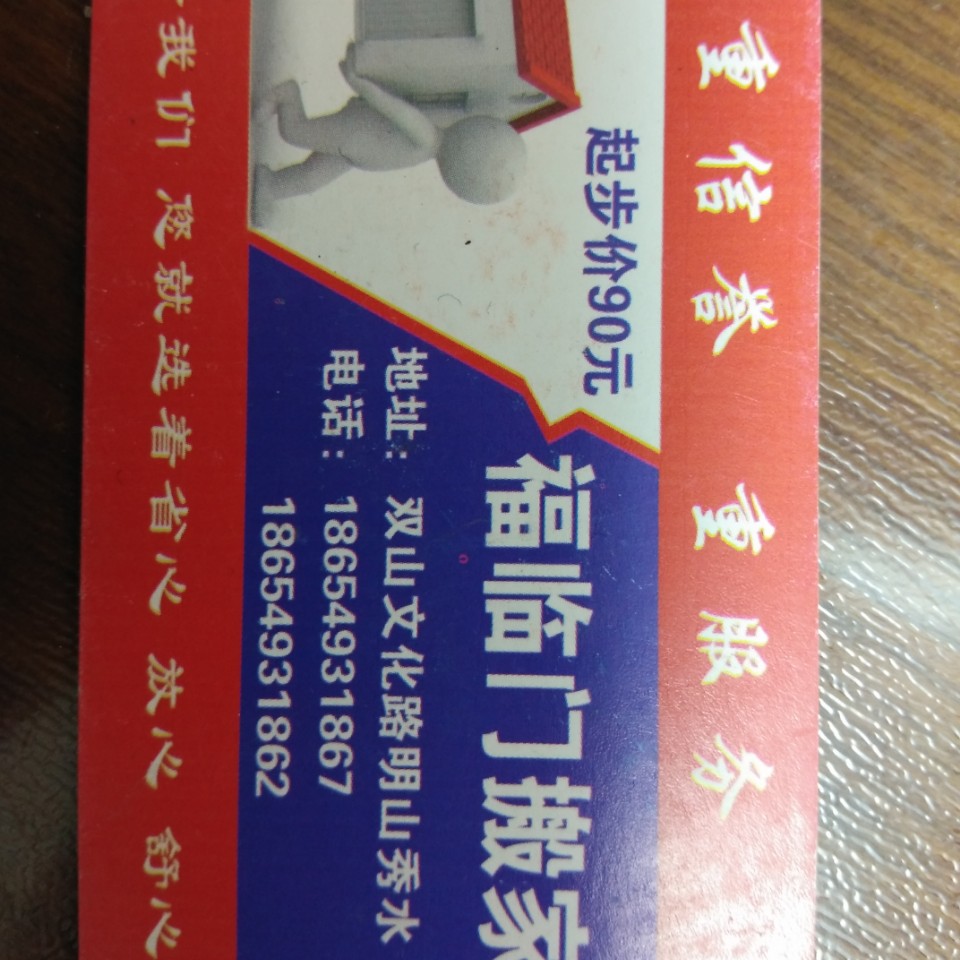 重信誉 重服务
起步价90元
福临门搬家
地址：双山文化路明山秀水
电话：18654931867
18654931862
我们 您就选着省心 放心 舒心